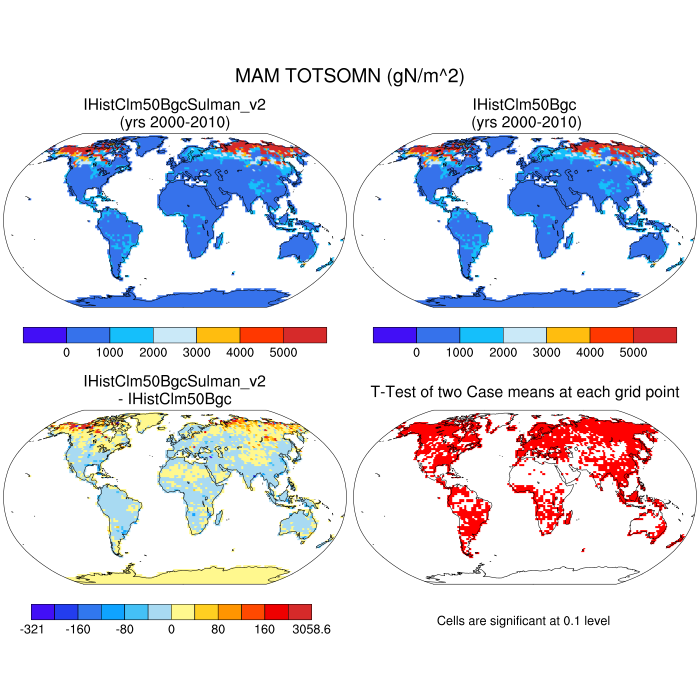 MAM TOTSOMN (gN/m^2)
IHistClm50BgcSulman_v2
(yrs 2000-2010)
IHistClm50Bgc
(yrs 2000-2010)
0 1000 2000 3000 4000 5000
0 1000 2000 3000 4000 5000
IHistClm50BgcSulman_v2
- IHistClm50Bgc
T-Test of two Case means at each grid point
-321 -160 -80 0 80 160 3058.6
Cells are significant at 0.1 level